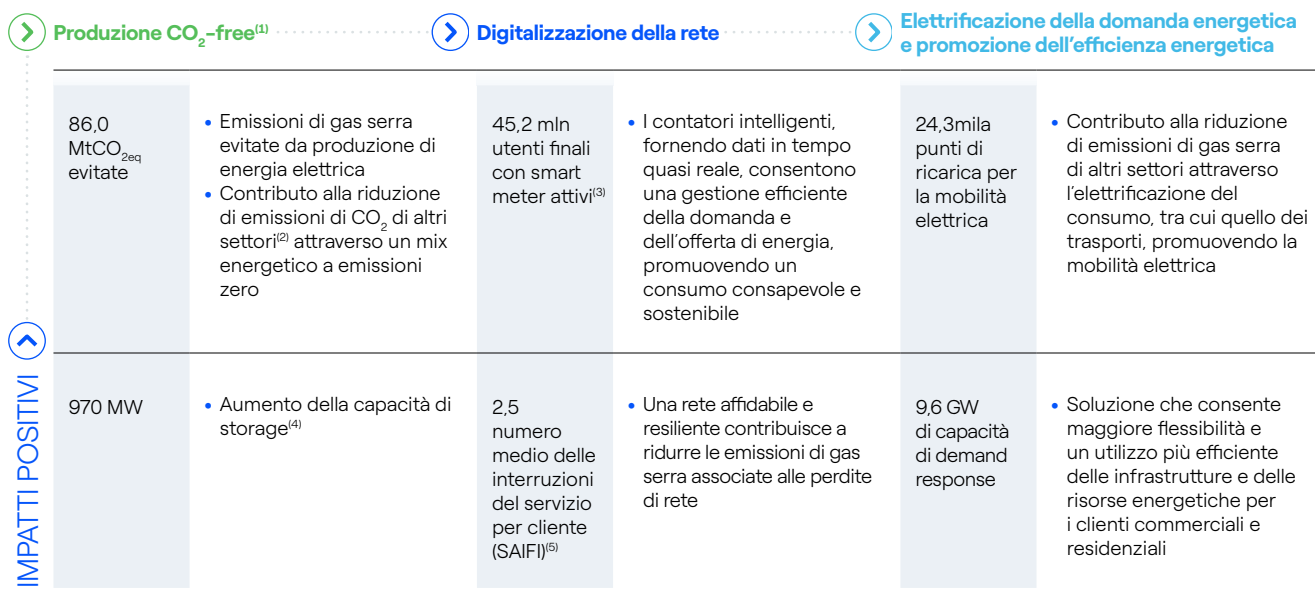 Produzione CO₂-free⁽¹⁾
Digitalizzazione della rete
Elettrificazione della domanda energetica
e promozione dell'efficienza energetica
86,0
MtCO₂eq
evitate
• Emissioni di gas serra
evitate da produzione di
energia elettrica
• Contributo alla riduzione
di emissioni di CO₂ di altri
settori⁽²⁾ attraverso un mix
energetico a emissioni
zero
45,2 mln
utenti finali
con smart
meter attivi⁽³⁾
• I contatori intelligenti,
fornendo dati in tempo
quasi reale, consentono
una gestione efficiente
della domanda e
dell'offerta di energia,
promuovendo un
consumo consapevole e
sostenibile
24,3mila
punti di
ricarica per
la mobilità
elettrica
• Contributo alla riduzione
di emissioni di gas serra
di altri settori attraverso
l'elettrificazione del
consumo, tra cui quello dei
trasporti, promuovendo la
mobilità elettrica
IMPATTI POSITIVI
970 MW
• Aumento della capacità di
storage⁽⁴⁾
2,5
numero
medio delle
interruzioni
del servizio
per cliente
(SAIFI)⁽⁵⁾
• Una rete affidabile e
resiliente contribuisce a
ridurre le emissioni di gas
serra associate alle perdite
di rete
9,6 GW
di capacità
di demand
response
• Soluzione che consente
maggiore flessibilità e
un utilizzo più efficiente
delle infrastrutture e delle
risorse energetiche per
i clienti commerciali e
residenziali